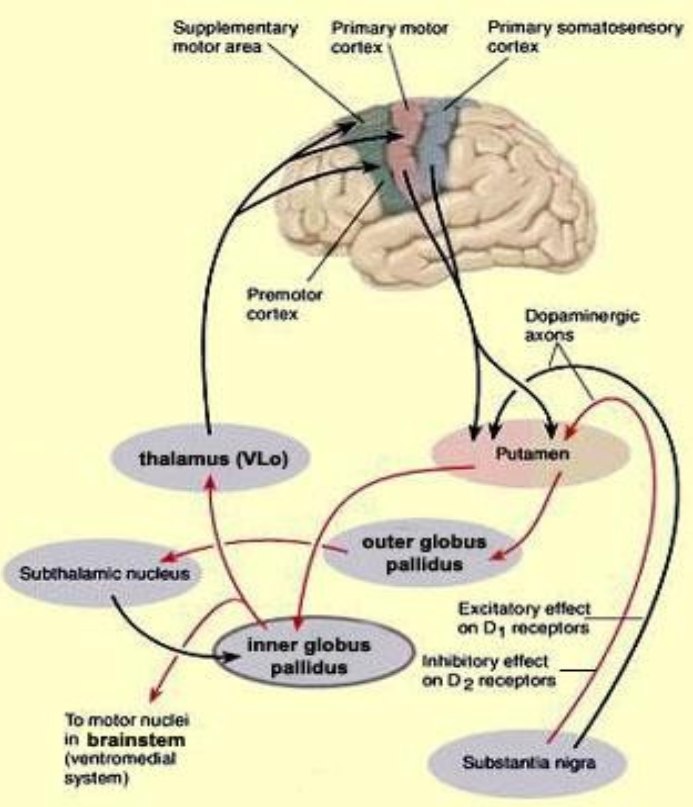 Supplementary
motor area
Primary motor
cortex
Primary somatosensory
cortex
Premotor
cortex
Dopaminergic
axons
thalamus (VLo)
Putamen
outer globus
pallidus
Subthalamic nucleus
Excitatory effect
on D1 receptors
inner globus
pallidus
Inhibitory effect
on D2 receptors
To motor nuclei
in brainstem
(ventromedial
system)
Substantia nigra